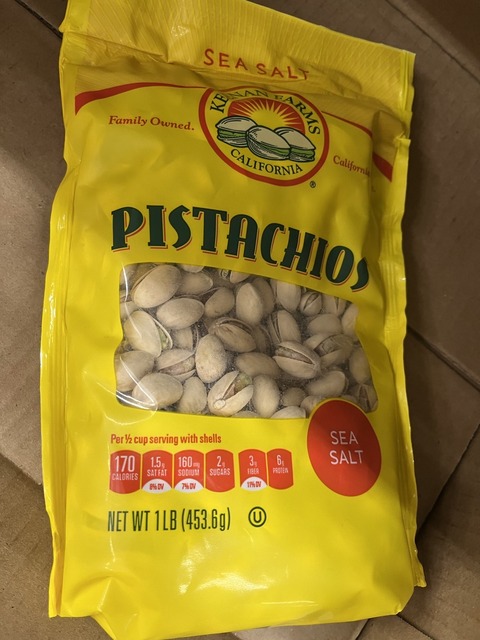 SEA SALT
KEENAN FARMS
CALIFORNIA
®
Family Owned.
PISTACHIOS
Per ½ cup serving with shells
170
CALORIES
1.5g
SAT FAT
8% DV
160mg
SODIUM
7% DV
2g
SUGARS
3g
FIBER
11% DV
6g
PROTEIN
SEA
SALT
NET WT 1 LB (453.6g)
U